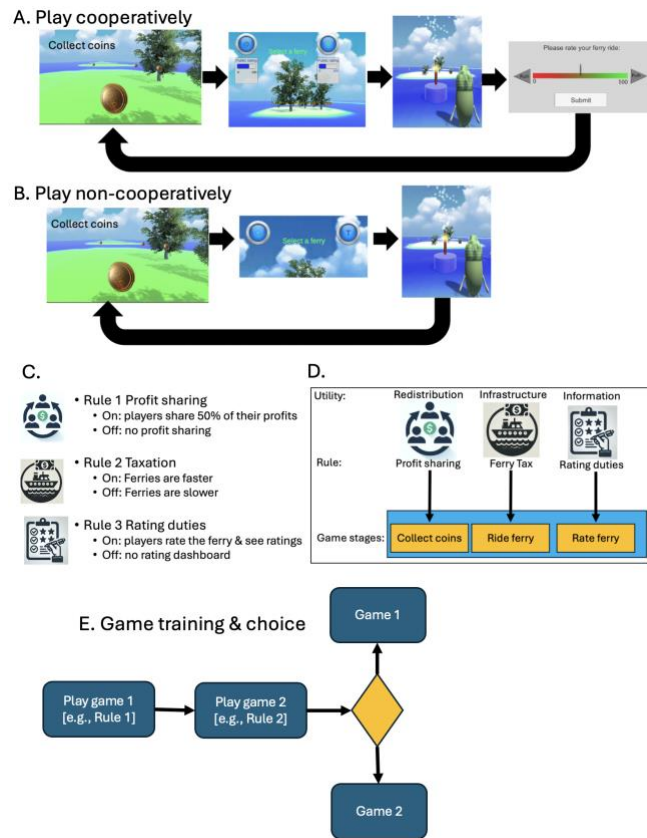 A. Play cooperatively
Collect coins
Select a ferry
Please rate your ferry ride:
0
100
Submit
B. Play non-cooperatively
Collect coins
Select a ferry
T
C.
• Rule 1 Profit sharing
• On: players share 50% of their profits
• Off: no profit sharing
• Rule 2 Taxation
• On: Ferries are faster
• Off: Ferries are slower
• Rule 3 Rating duties
• On: players rate the ferry & see ratings
• Off: no rating dashboard
D.
Utility: Redistribution Infrastructure Information
Rule: Profit sharing Ferry Tax Rating duties
Game stages: Collect coins Ride ferry Rate ferry
E. Game training & choice
Game 1
Play game 1
[e.g., Rule 1]
Play game 2
[e.g., Rule 2]
Game 2